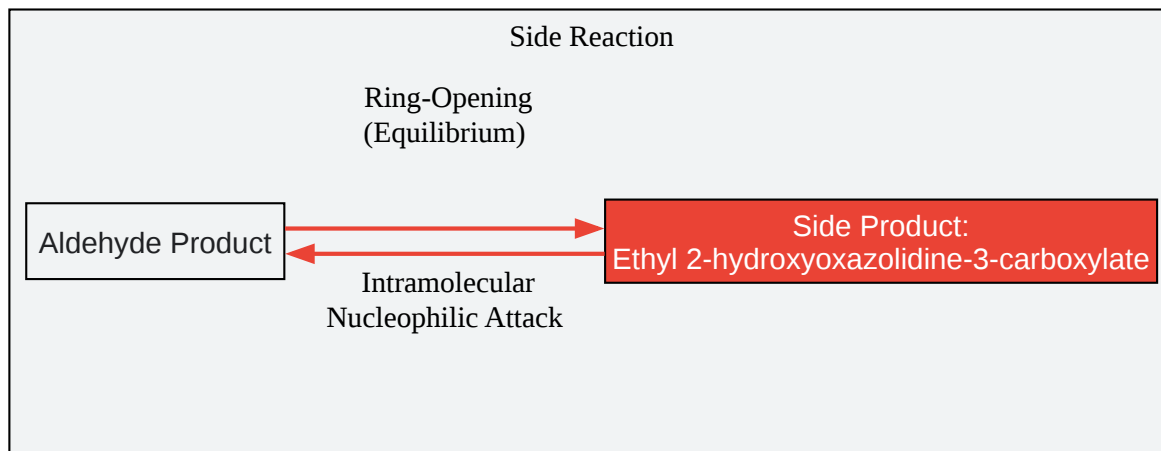 Side Reaction
Ring-Opening
(Equilibrium)
Aldehyde Product
Side Product:
Ethyl 2-hydroxyoxazolidine-3-carboxylate
Intramolecular
Nucleophilic Attack